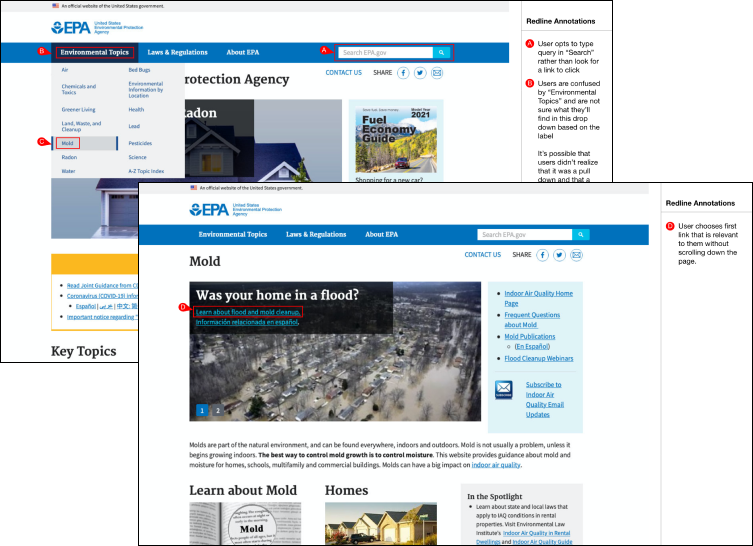 An official website of the United States government.
EPA United States
Environmental Protection
Agency
B
Environmental Topics
Laws & Regulations
About EPA
A
Search EPA.gov
Air
Bed Bugs
Chemicals and
Toxics
Environmental
Information by
Location
Greener Living
Health
Land, Waste, and
Cleanup
Lead
C
Mold
Pesticides
Radon
Science
Water
A-Z Topic Index
rotection Agency
CONTACT US
SHARE
adon
Model Year
2021
Fuel
Economy
Guide
Shopping for a new car?
Read Joint Guidance from C
Coronavirus (COVID-19) Infor
Español
中文:
Important notice regarding
Key Topics
Redline Annotations
A
User opts to type
query in "Search"
rather than look for
a link to click
B
Users are confused
by "Environmental
Topics" and are not
sure what they'll
find in this drop
down based on the
label
It's possible that
users didn't realize
that it was a pull
down and that a
An official website of the United States government.
EPA United States
Environmental Protection
Agency
Environmental Topics
Laws & Regulations
About EPA
Search EPA.gov
Mold
CONTACT US
SHARE
Was your home in a flood?
D
Learn about flood and mold cleanup.
Información relacionada en español.
1 2
Indoor Air Quality Home
Page
Frequent Questions
about Mold
Mold Publications
(En Español)
Flood Cleanup Webinars
Subscribe to
Indoor Air
Quality Email
Updates
Molds are part of the natural environment, and can be found everywhere, indoors and outdoors. Mold is not usually a problem, unless it
begins growing indoors. The best way to control mold growth is to control moisture. This website provides guidance about mold and
moisture for homes, schools, multifamily and commercial buildings. Molds can have a big impact on indoor air quality.
Learn about Mold
Mold
Homes
In the Spotlight
Learn about state and local laws that
apply to IAQ conditions in rental
properties. Visit Environmental Law
Institute's Indoor Air Quality in Rental
Dwellings and Indoor Air Quality Guide
Redline Annotations
D
User chooses first
link that is relevant
to them without
scrolling down the
page.